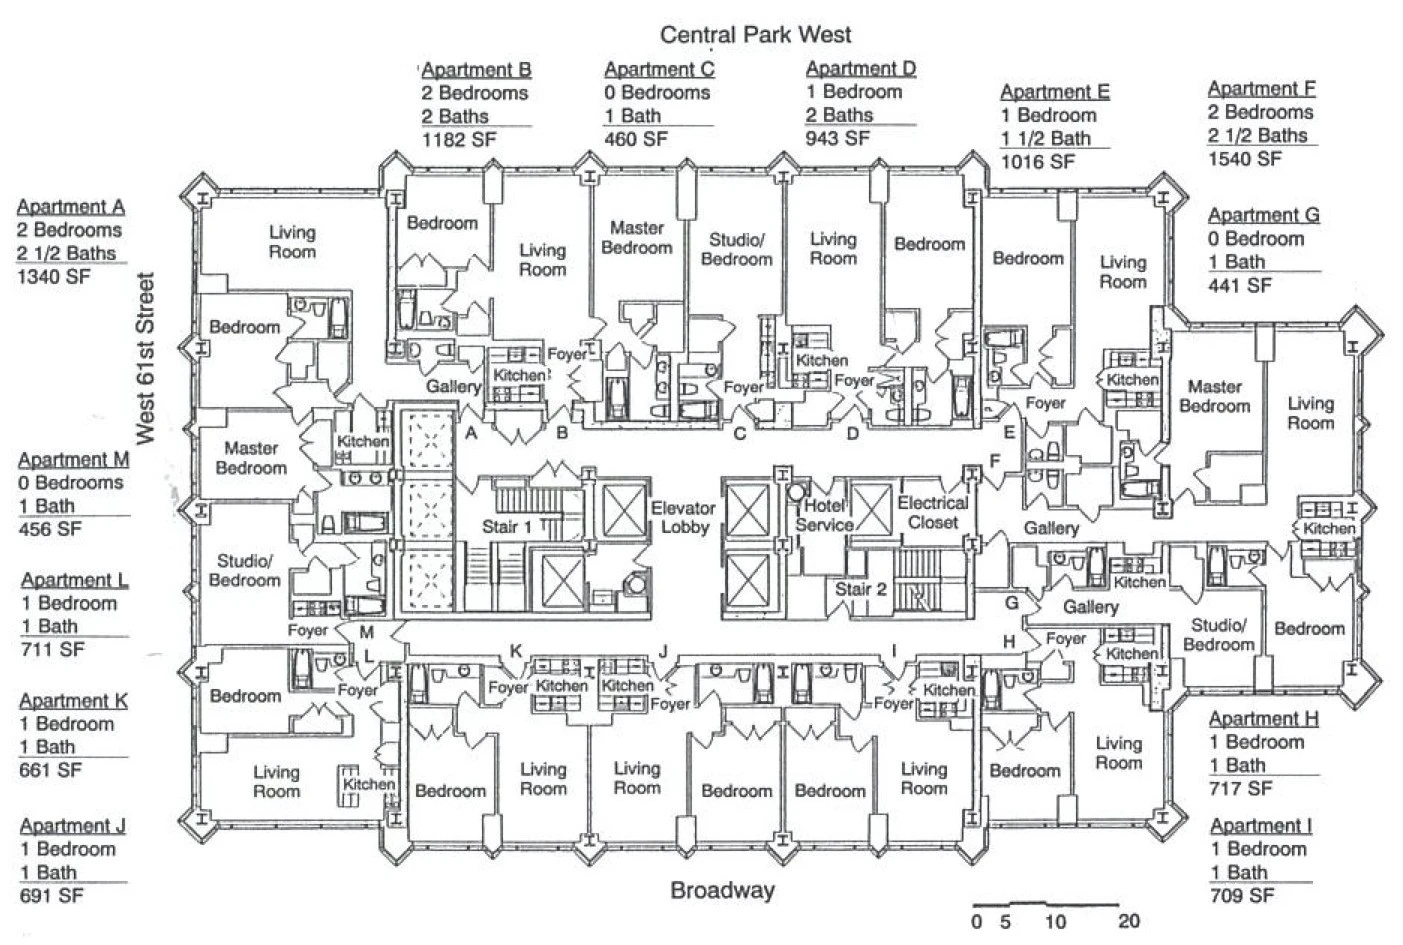 Central Park West
Apartment B
2 Bedrooms
2 Baths
1182 SF
Apartment C
0 Bedrooms
1 Bath
460 SF
Apartment D
1 Bedroom
2 Baths
943 SF
Apartment E
1 Bedroom
1 1/2 Bath
1016 SF
Apartment F
2 Bedrooms
2 1/2 Baths
1540 SF
Apartment A
2 Bedrooms
2 1/2 Baths
1340 SF
Apartment G
0 Bedroom
1 Bath
441 SF
West 61st Street
Apartment M
0 Bedrooms
1 Bath
456 SF
Apartment L
1 Bedroom
1 Bath
711 SF
Apartment K
1 Bedroom
1 Bath
661 SF
Apartment J
1 Bedroom
1 Bath
691 SF
Apartment H
1 Bedroom
1 Bath
717 SF
Apartment I
1 Bedroom
1 Bath
709 SF
Living
Room
Bedroom
Living
Room
Master
Bedroom
Studio/
Bedroom
Living
Room
Bedroom
Bedroom
Living
Room
Bedroom
Gallery
Kitchen
Foyer
Foyer
Kitchen
Foyer
Foyer
Kitchen
Master
Bedroom
Living
Room
Master
Bedroom
Kitchen
A
B
C
D
E
F
Stair 1
Elevator
Lobby
Hotel
Service
Electrical
Closet
Gallery
Kitchen
Studio/
Bedroom
Stair 2
Kitchen
G
Gallery
Studio/
Bedroom
Bedroom
Foyer
M
L
K
J
I
H
Foyer
Kitchen
Bedroom
Foyer
Foyer
Kitchen
Kitchen
Foyer
Foyer
Kitchen
Living
Room
Kitchen
Bedroom
Living
Room
Living
Room
Bedroom
Bedroom
Living
Room
Bedroom
Living
Room
Broadway
0 5 10 20